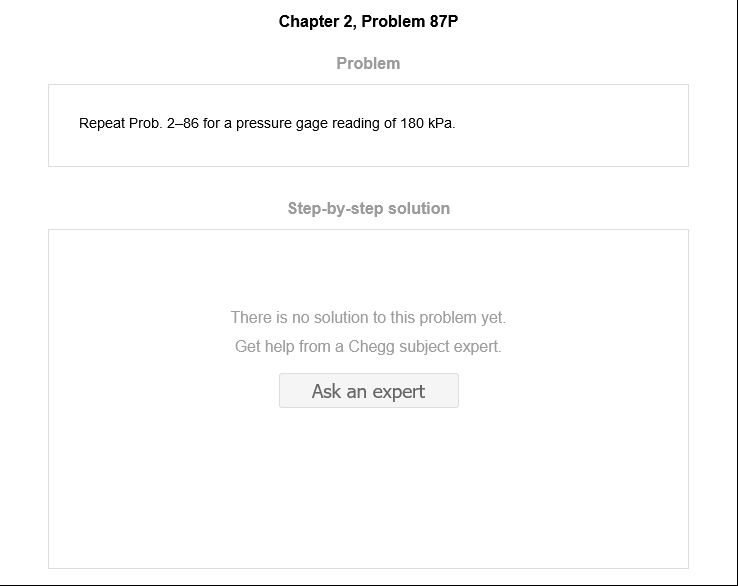 Chapter 2, Problem 87P
Problem
Repeat Prob. 2–86 for a pressure gage reading of 180 kPa.
Step-by-step solution
There is no solution to this problem yet.
Get help from a Chegg subject expert.
Ask an expert